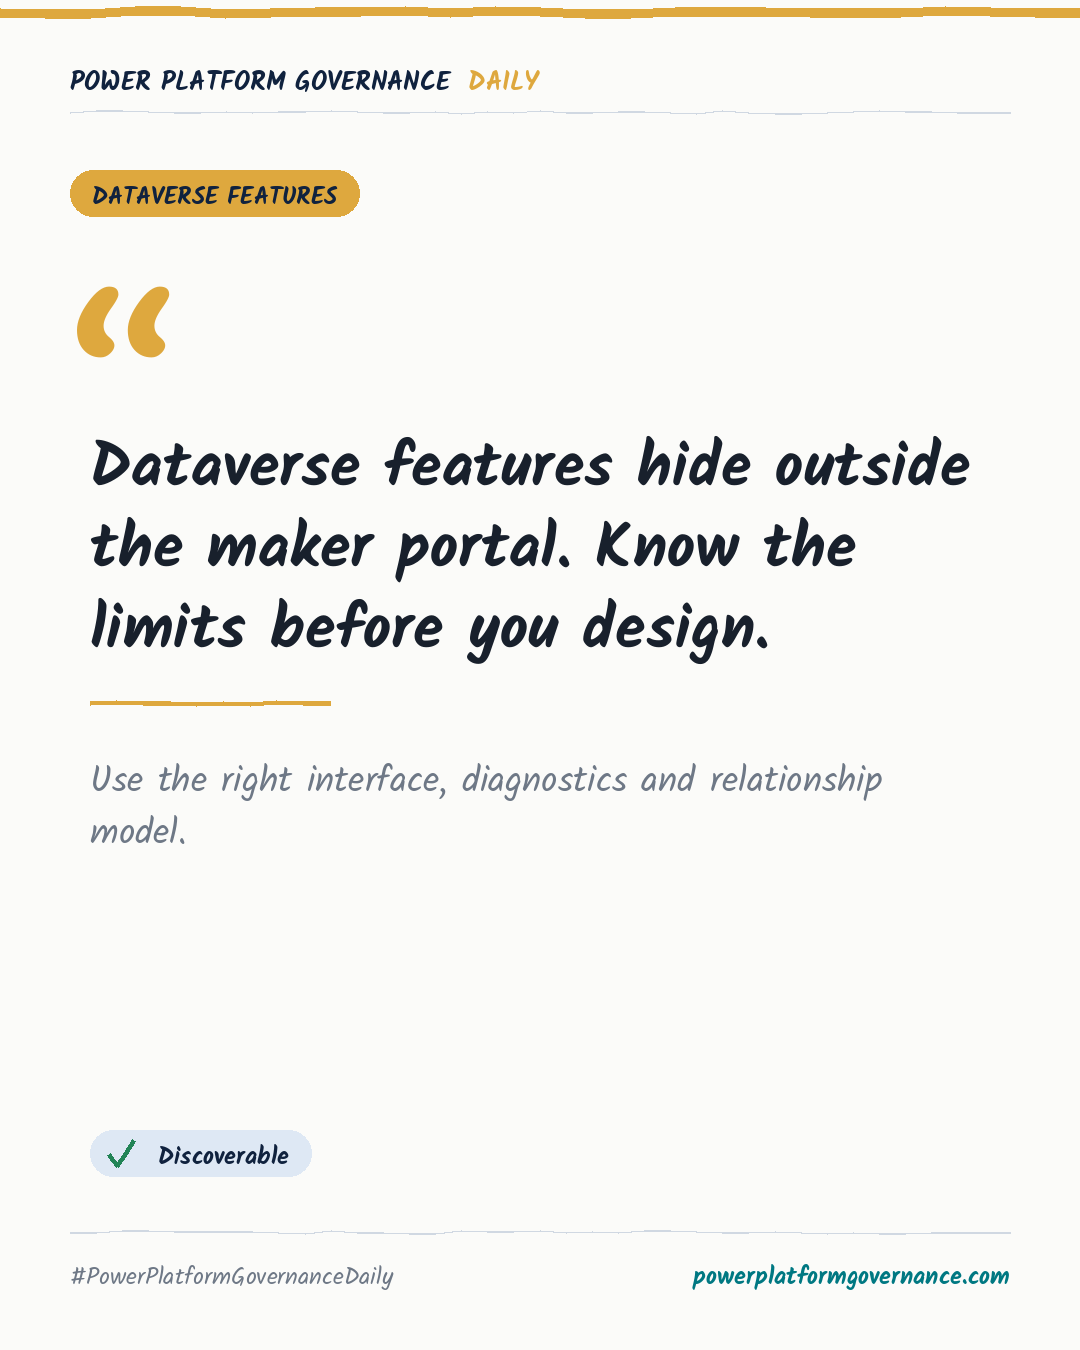 POWER PLATFORM GOVERNANCE DAILY
DATAVERSE FEATURES
“
Dataverse features hide outside
the maker portal. Know the
limits before you design.
Use the right interface, diagnostics and relationship
model.
Discoverable
#PowerPlatformGovernanceDaily
powerplatformgovernance.com